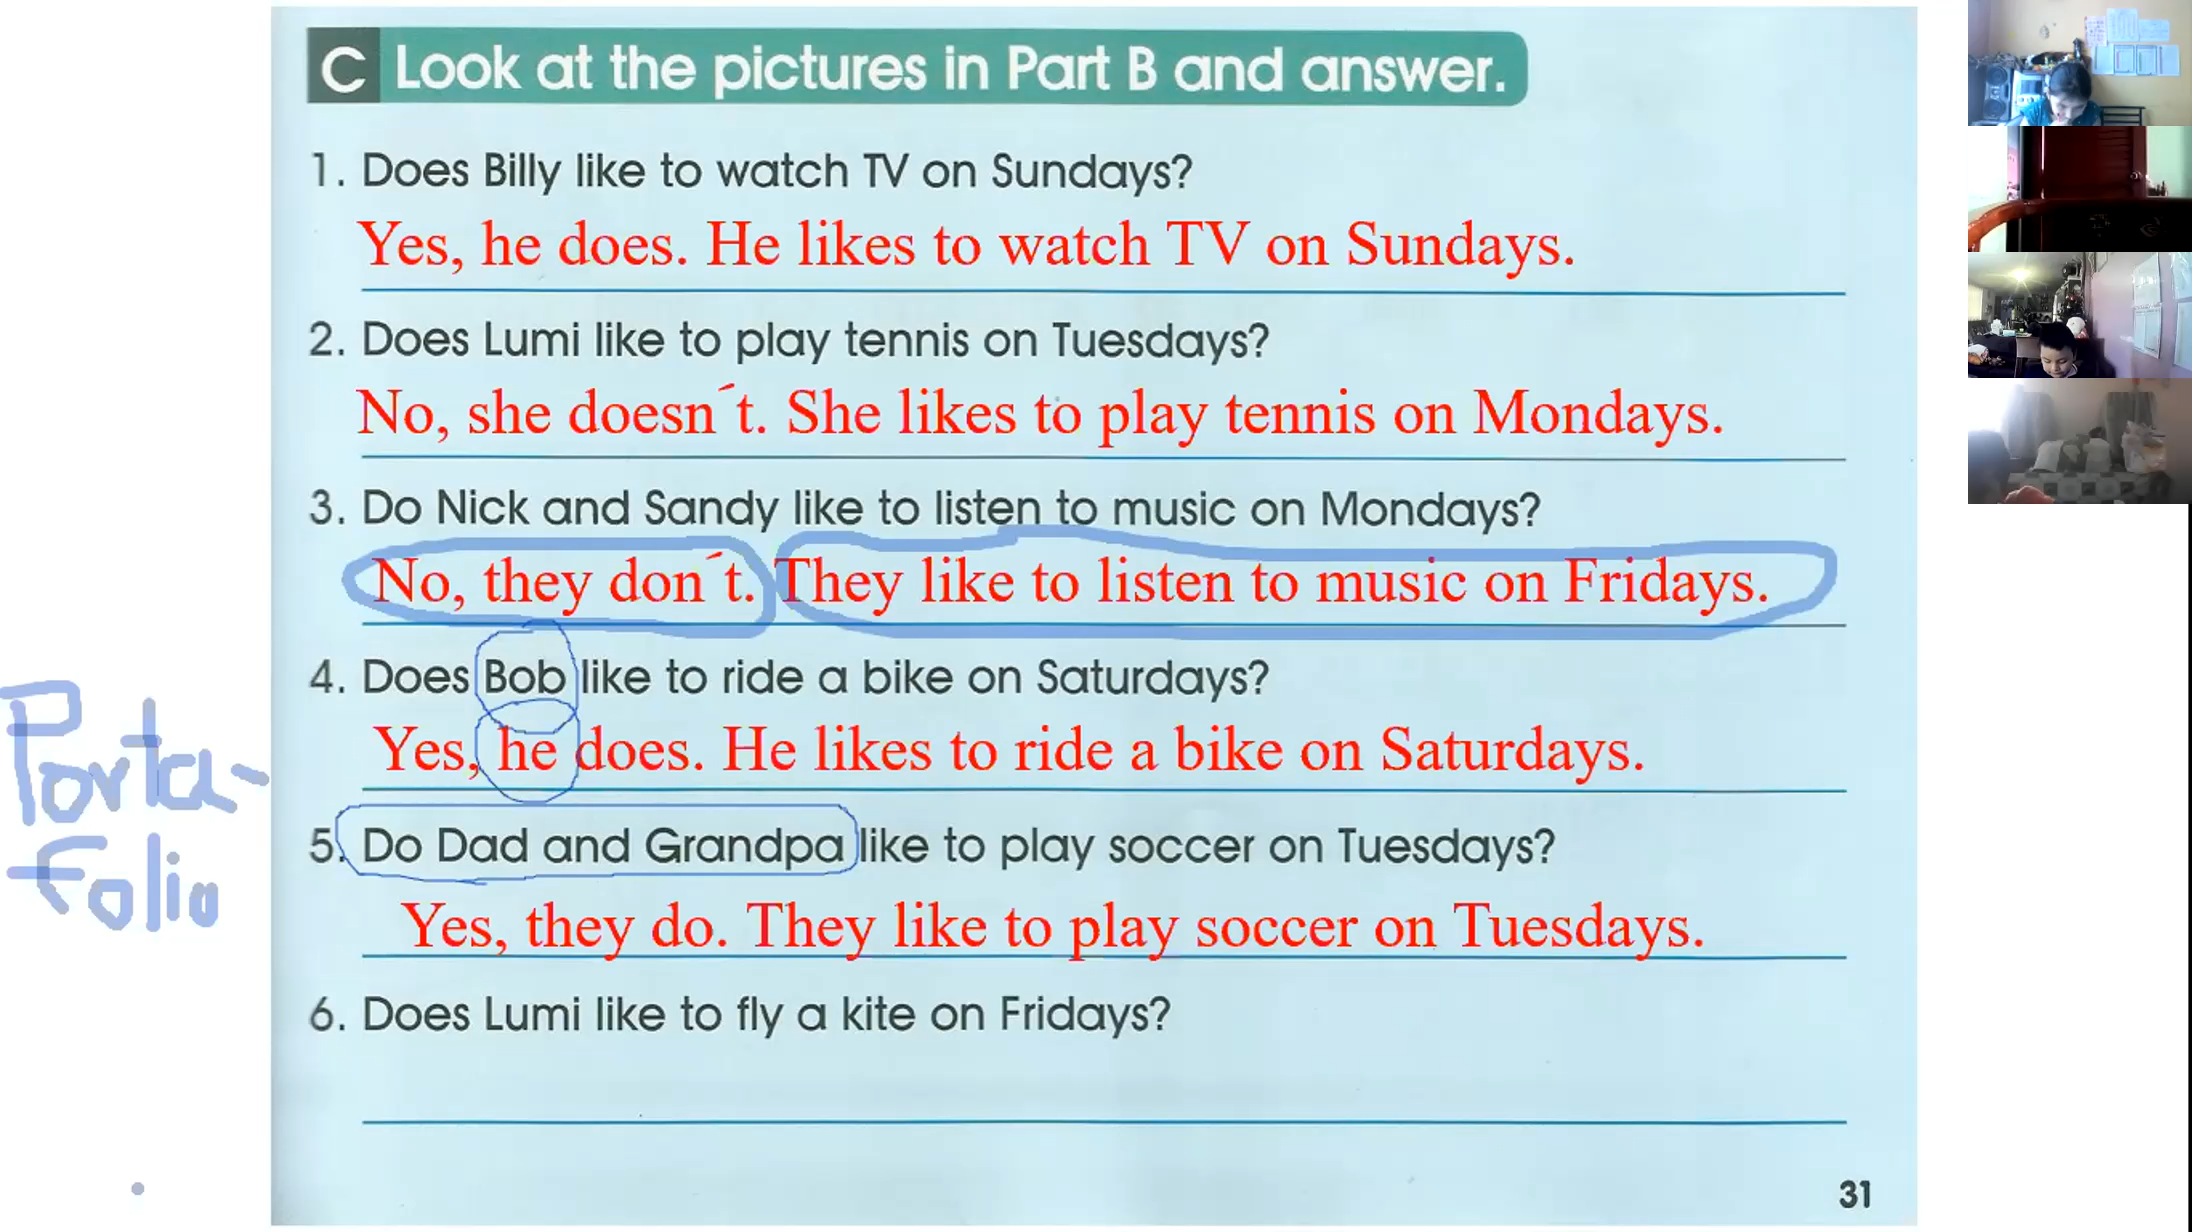 C Look at the pictures in Part B and answer.
1. Does Billy like to watch TV on Sundays?
Yes, he does. He likes to watch TV on Sundays.
2. Does Lumi like to play tennis on Tuesdays?
No, she doesn´t. She likes to play tennis on Mondays.
3. Do Nick and Sandy like to listen to music on Mondays?
No, they don´t. They like to listen to music on Fridays.
4. Does Bob like to ride a bike on Saturdays?
Yes, he does. He likes to ride a bike on Saturdays.
5. Do Dad and Grandpa like to play soccer on Tuesdays?
Yes, they do. They like to play soccer on Tuesdays.
6. Does Lumi like to fly a kite on Fridays?
31
Porta-
folio